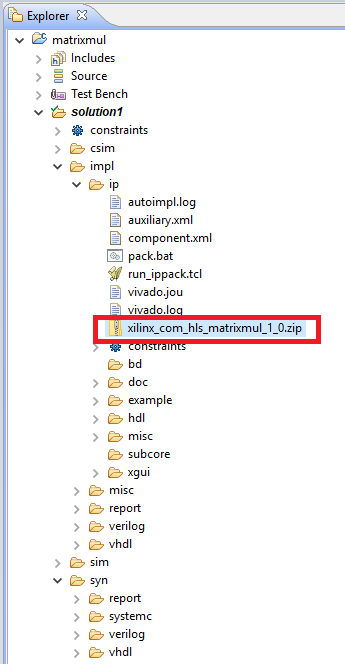 Explorer
matrixmul
Includes
Source
Test Bench
solution1
constraints
csim
impl
ip
autoimpl.log
auxiliary.xml
component.xml
pack.bat
run_ippack.tcl
vivado.jou
vivado.log
xilinx_com_hls_matrixmul_1_0.zip
constraints
bd
doc
example
hdl
misc
subcore
xgui
misc
report
verilog
vhdl
sim
syn
report
systemc
verilog
vhdl